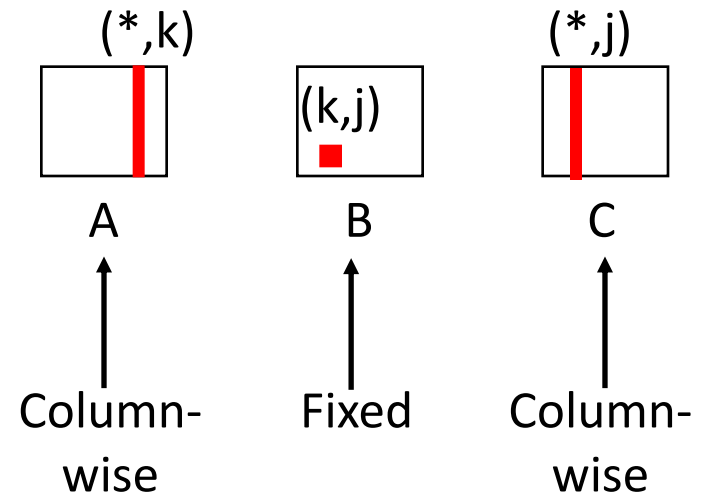 (*,k)
(*,j)
(k,j)
A
B
C
Column-
wise
Fixed
Column-
wise